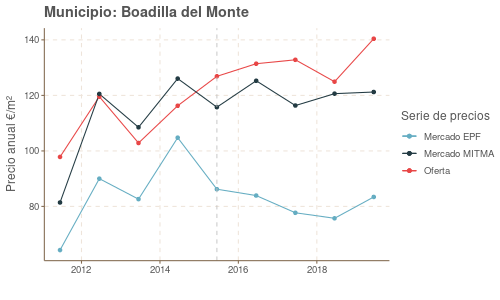 Municipio: Boadilla del Monte
Precio anual €/m²
140
120
100
80
2012
2014
2016
2018
Serie de precios
Mercado EPF
Mercado MITMA
Oferta